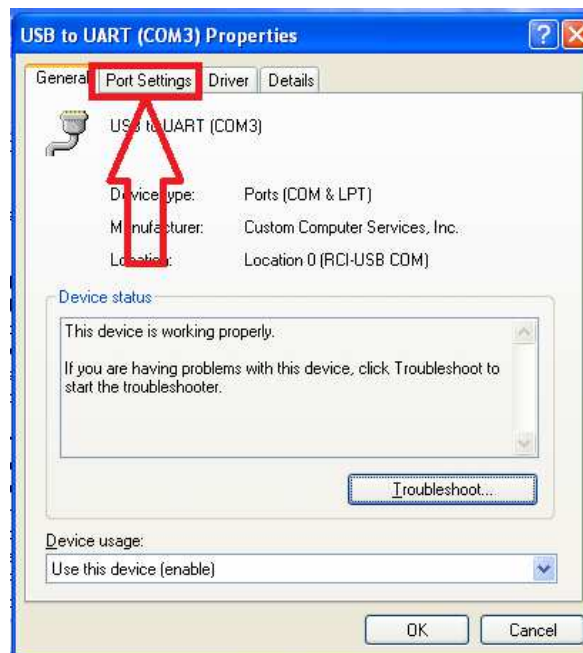 USB to UART (COM3) Properties
General Port Settings Driver Details
USB to UART (COM3)
Device type: Ports (COM & LPT)
Manufacturer: Custom Computer Services, Inc.
Location: Location 0 (RCI-USB COM)
Device status
This device is working properly.
If you are having problems with this device, click Troubleshoot to
start the troubleshooter.
Troubleshoot...
Device usage:
Use this device (enable)
OK Cancel